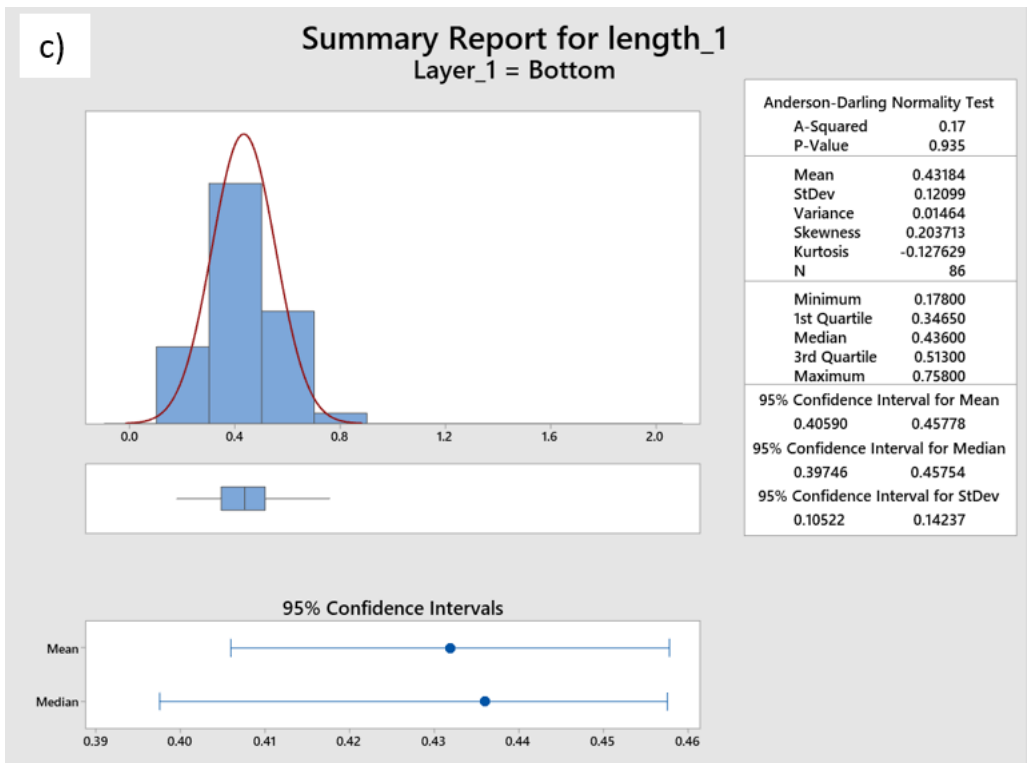 c)
Summary Report for length_1
Layer_1 = Bottom
0.0 0.4 0.8 1.2 1.6 2.0
Anderson-Darling Normality Test
A-Squared 0.17
P-Value 0.935
Mean 0.43184
StDev 0.12099
Variance 0.01464
Skewness 0.203713
Kurtosis -0.127629
N 86
Minimum 0.17800
1st Quartile 0.34650
Median 0.43600
3rd Quartile 0.51300
Maximum 0.75800
95% Confidence Interval for Mean
0.40590 0.45778
95% Confidence Interval for Median
0.39746 0.45754
95% Confidence Interval for StDev
0.10522 0.14237
95% Confidence Intervals
Mean
Median
0.39 0.40 0.41 0.42 0.43 0.44 0.45 0.46